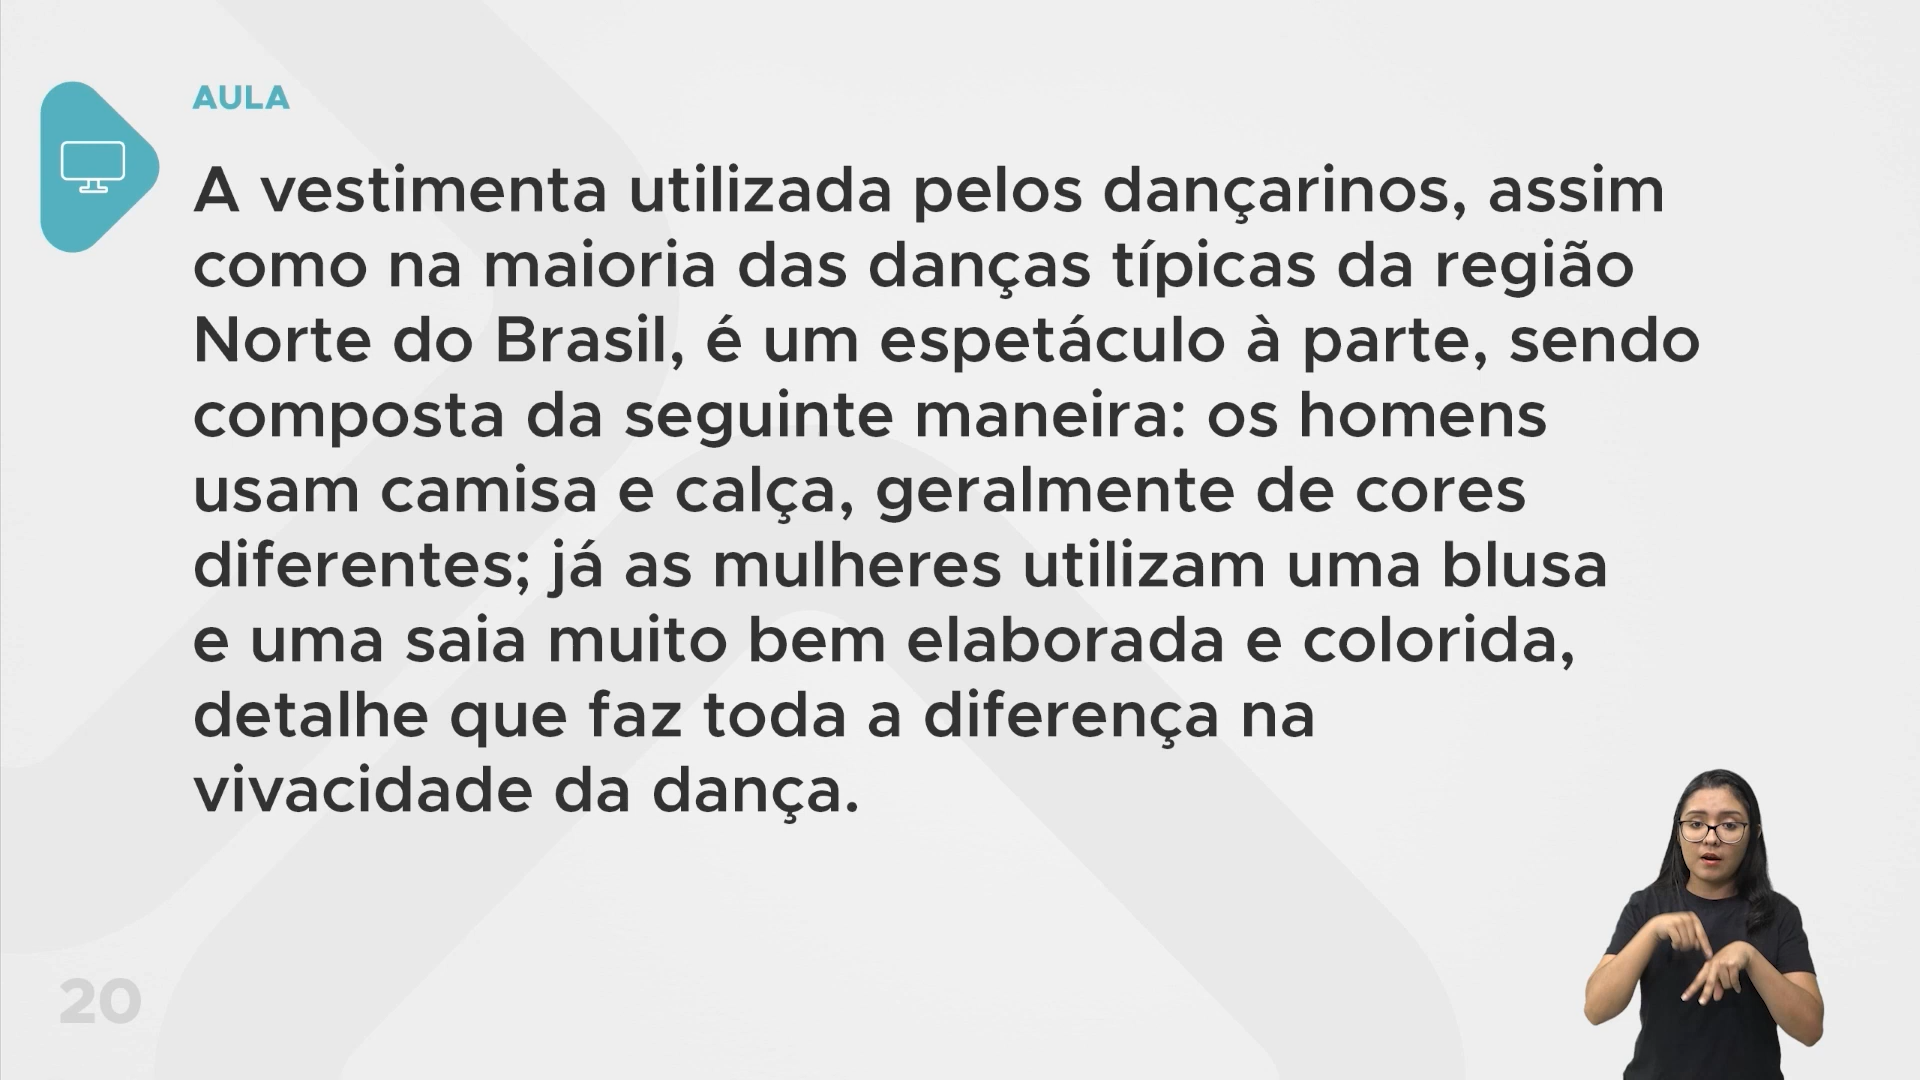 AULA
A vestimenta utilizada pelos dançarinos, assim
como na maioria das danças típicas da região
Norte do Brasil, é um espetáculo à parte, sendo
composta da seguinte maneira: os homens
usam camisa e calça, geralmente de cores
diferentes; já as mulheres utilizam uma blusa
e uma saia muito bem elaborada e colorida,
detalhe que faz toda a diferença na
vivacidade da dança.
20